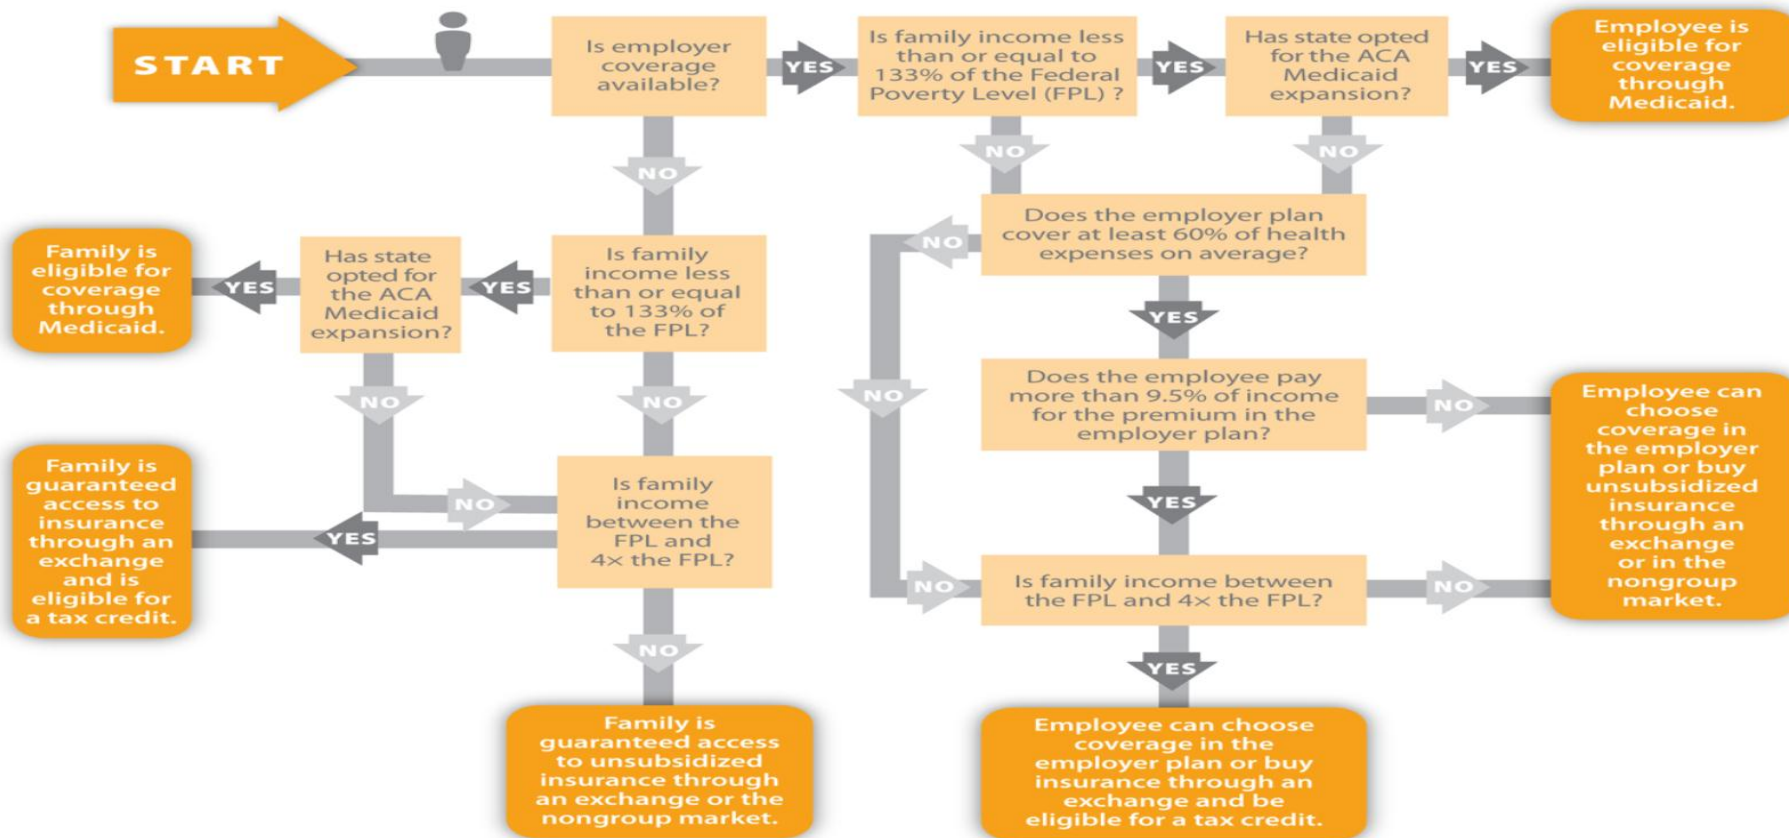 START
Is employer
coverage
available?
YES
Is family income less
than or equal to
133% of the Federal
Poverty Level (FPL) ?
YES
Has state opted
for the ACA
Medicaid
expansion?
YES
Employee is
eligible for
coverage
through
Medicaid.
NO
NO
NO
Family is
eligible for
coverage
through
Medicaid.
YES
Has state
opted for
the ACA
Medicaid
expansion?
YES
Is family
income less
than or equal
to 133% of
the FPL?
NO
Does the employer plan
cover at least 60% of health
expenses on average?
YES
NO
NO
NO
Does the employee pay
more than 9.5% of income
for the premium in the
employer plan?
NO
Employee can
choose
coverage in
the employer
plan or buy
unsubsidized
insurance
through an
exchange
or in the
nongroup
market.
Family is
guaranteed
access to
insurance
through an
exchange
and is
eligible for
a tax credit.
NO
YES
Is family
income
between the
FPL and
4× the FPL?
YES
NO
Is family income between
the FPL and 4× the FPL?
NO
NO
YES
Family is
guaranteed access
to unsubsidized
insurance through
an exchange or the
nongroup market.
Employee can choose
coverage in the
employer plan or buy
insurance through an
exchange and be
eligible for a tax credit.